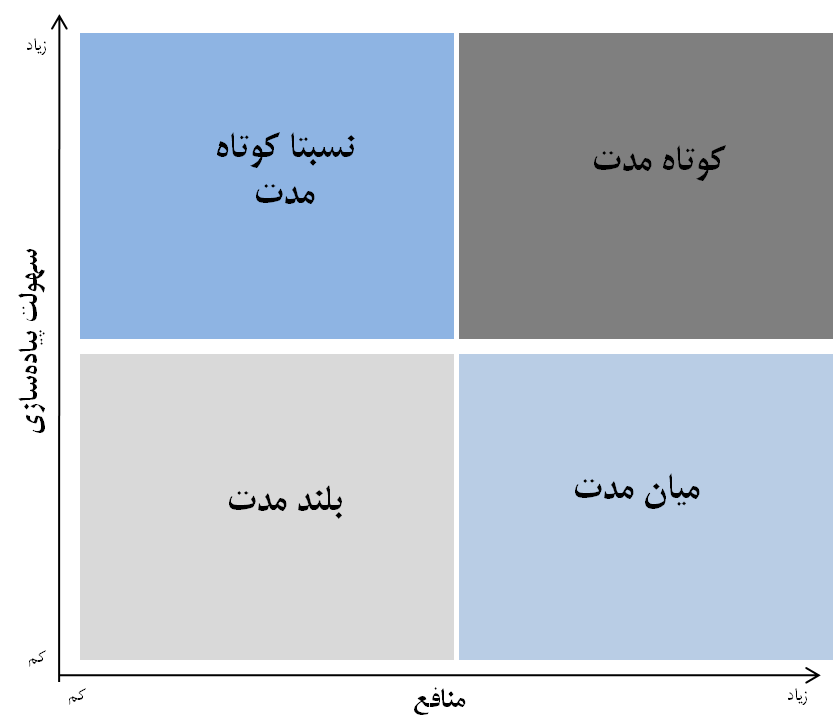 زیاد
نسبتا کوتاه
مدت
کوتاه مدت
سهولت پیاده‌سازی
بلند مدت
میان مدت
کم
کم
منافع
زیاد